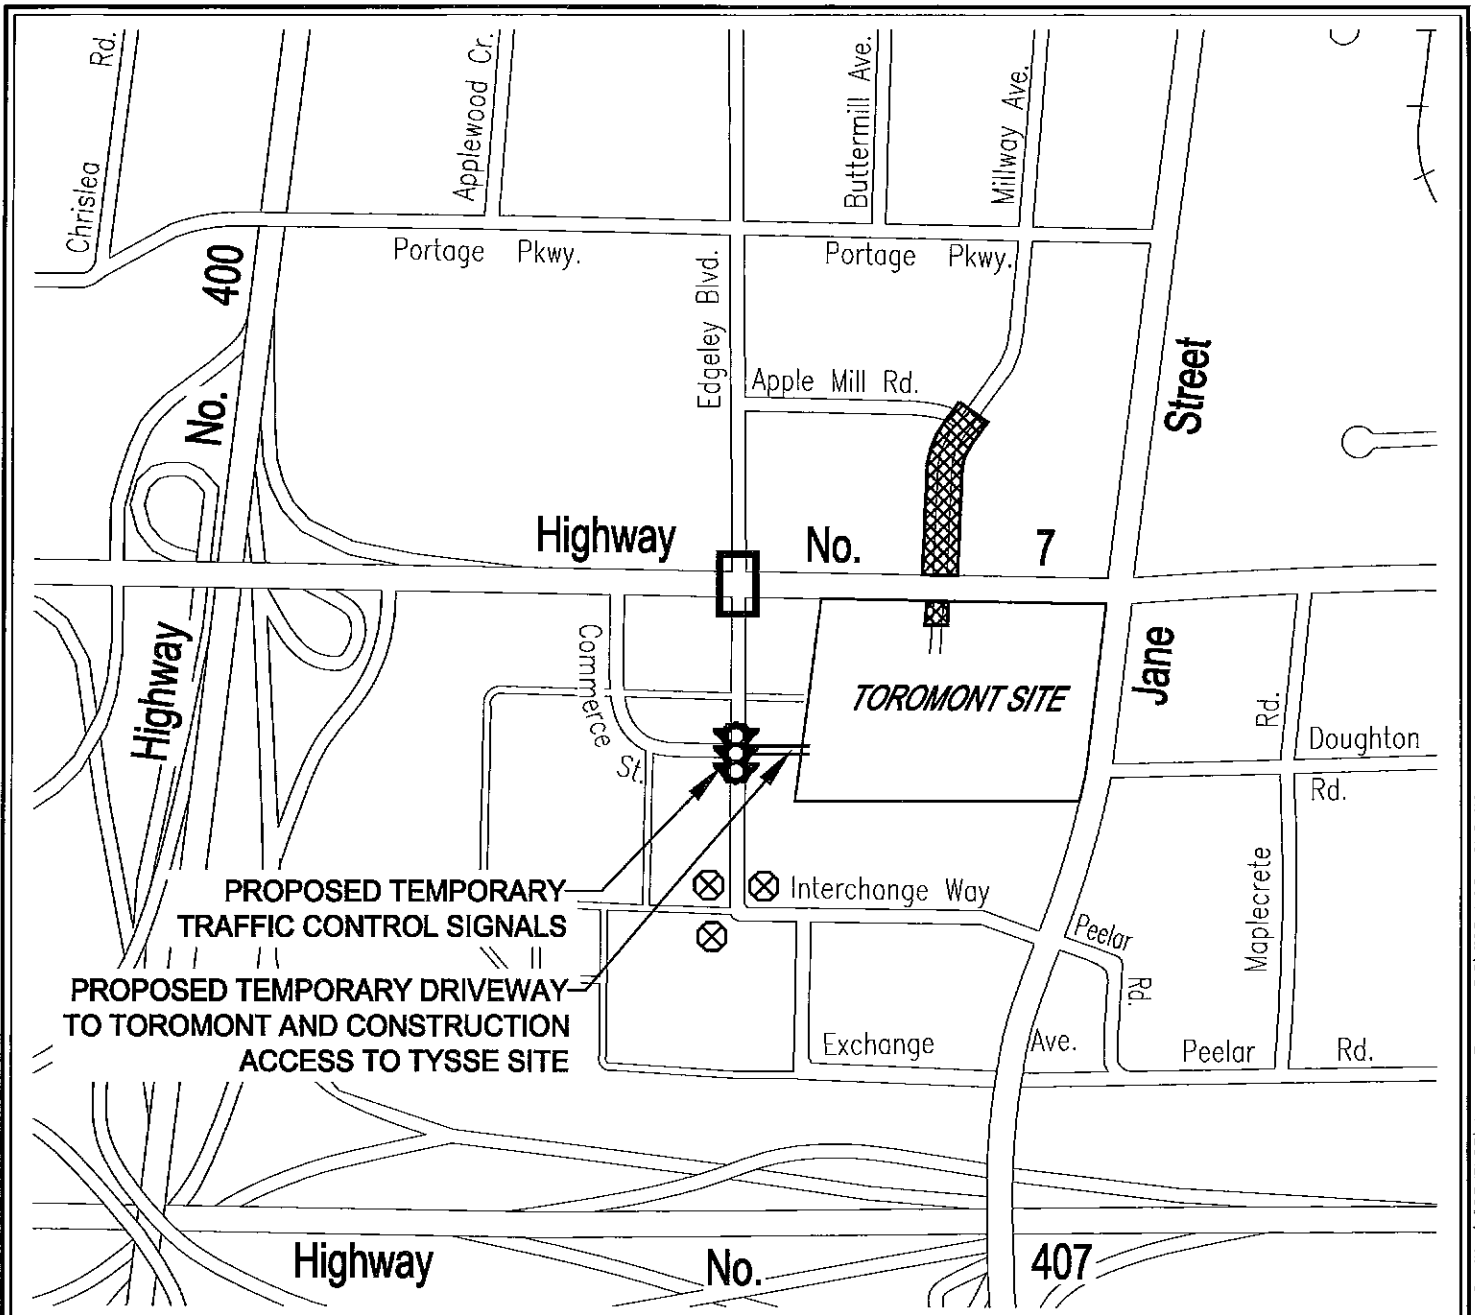 Chrislea Rd.
Applewood Cr.
Buttermill Ave.
Millway Ave.
Portage Pkwy.
Portage Pkwy.
Highway No. 400
Edgeley Blvd.
Apple Mill Rd.
Jane Street
Highway No. 7
Commerce St.
TOROMONT SITE
Doughton Rd.
Rd.
Maplecrete
PROPOSED TEMPORARY
TRAFFIC CONTROL SIGNALS
Interchange Way
Peelar Rd.
PROPOSED TEMPORARY DRIVEWAY
TO TOROMONT AND CONSTRUCTION
ACCESS TO TYSSE SITE
Exchange Ave.
Peelar Rd.
Highway No. 407